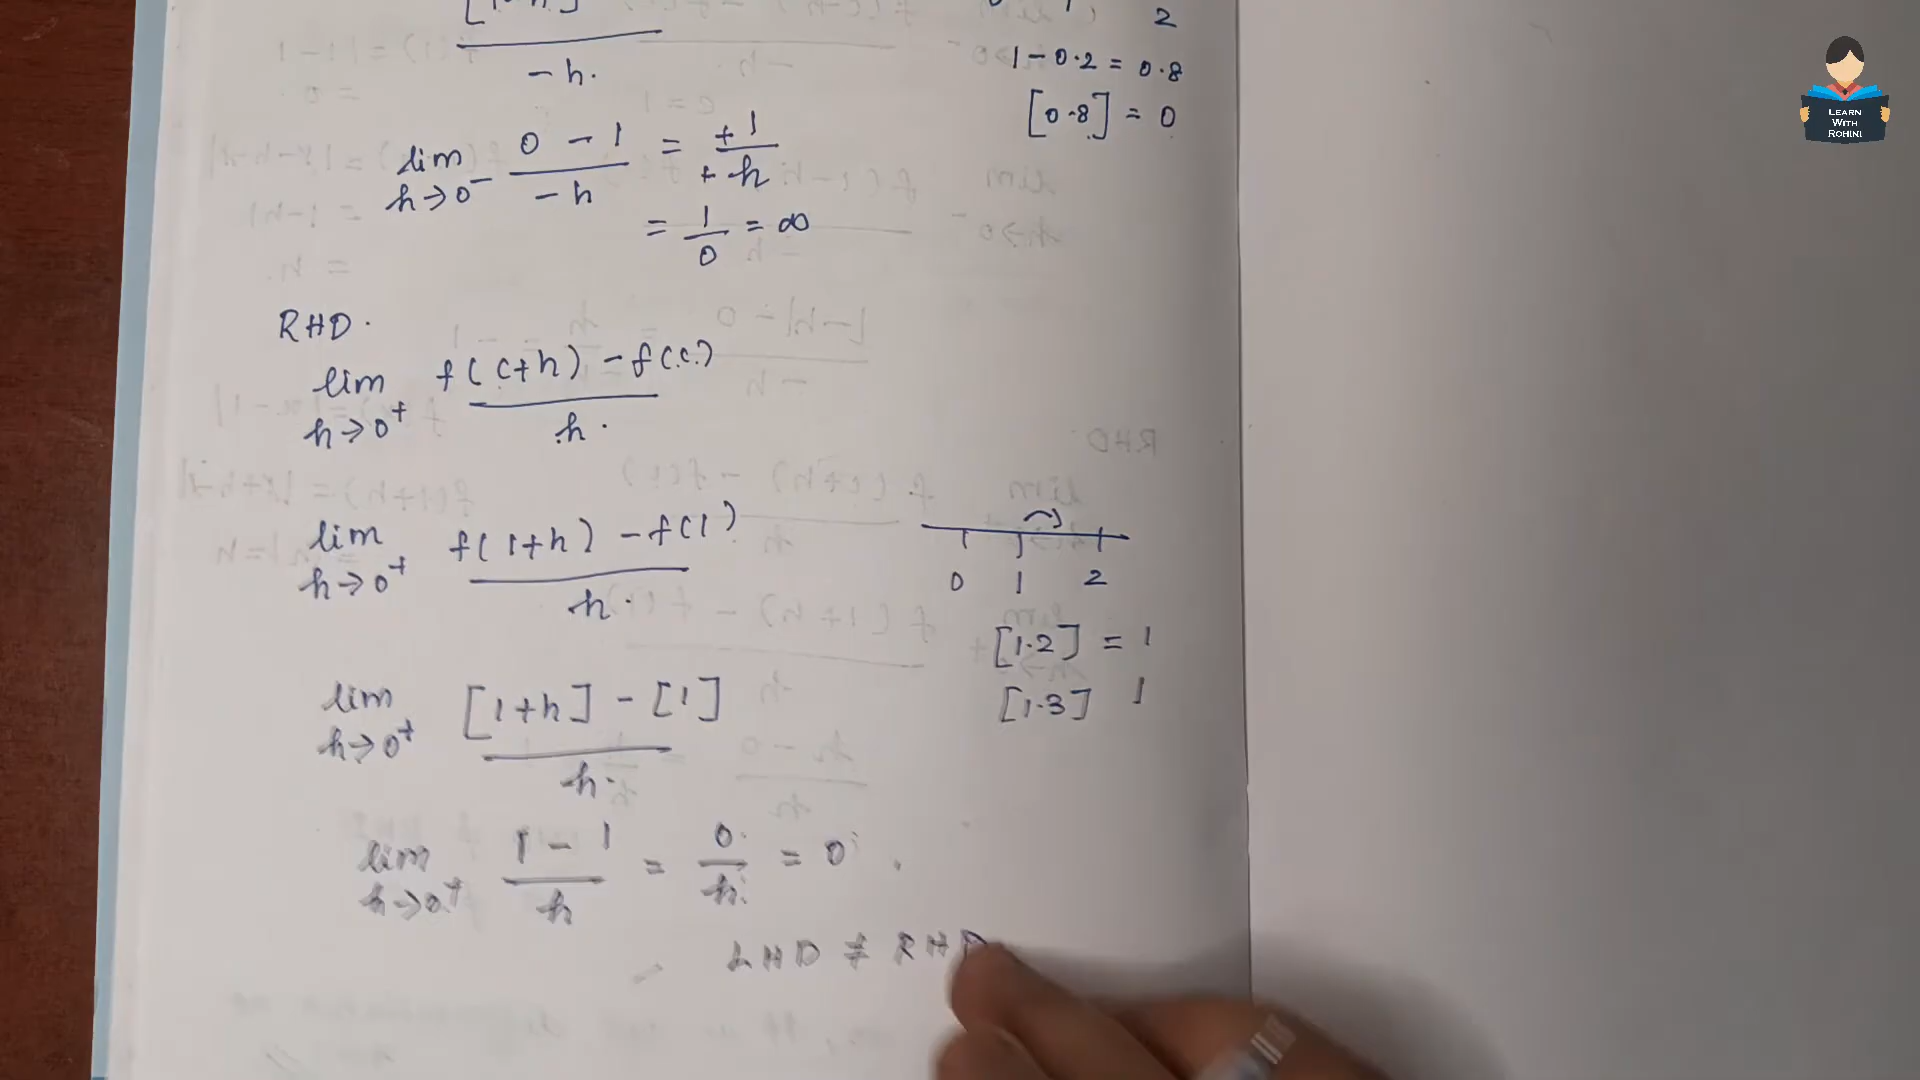 - h.
2
1 - 0.2 = 0.8
[0.8] = 0
lim h→0⁻ (0 - 1)/(- h) = (+1)/(+h)
= 1/0 = ∞
RHD.
lim h→0⁺ (f(c+h) - f(c))/h.
lim h→0⁺ (f(1+h) - f(1))/h.
0 1 2
[1.2] = 1
[1.3] 1
lim h→0⁺ ([1+h] - [1])/h.
lim h→0⁺ (1 - 1)/h = 0/h = 0
LHD ≠ RHD
LEARN
WITH
ROHINI